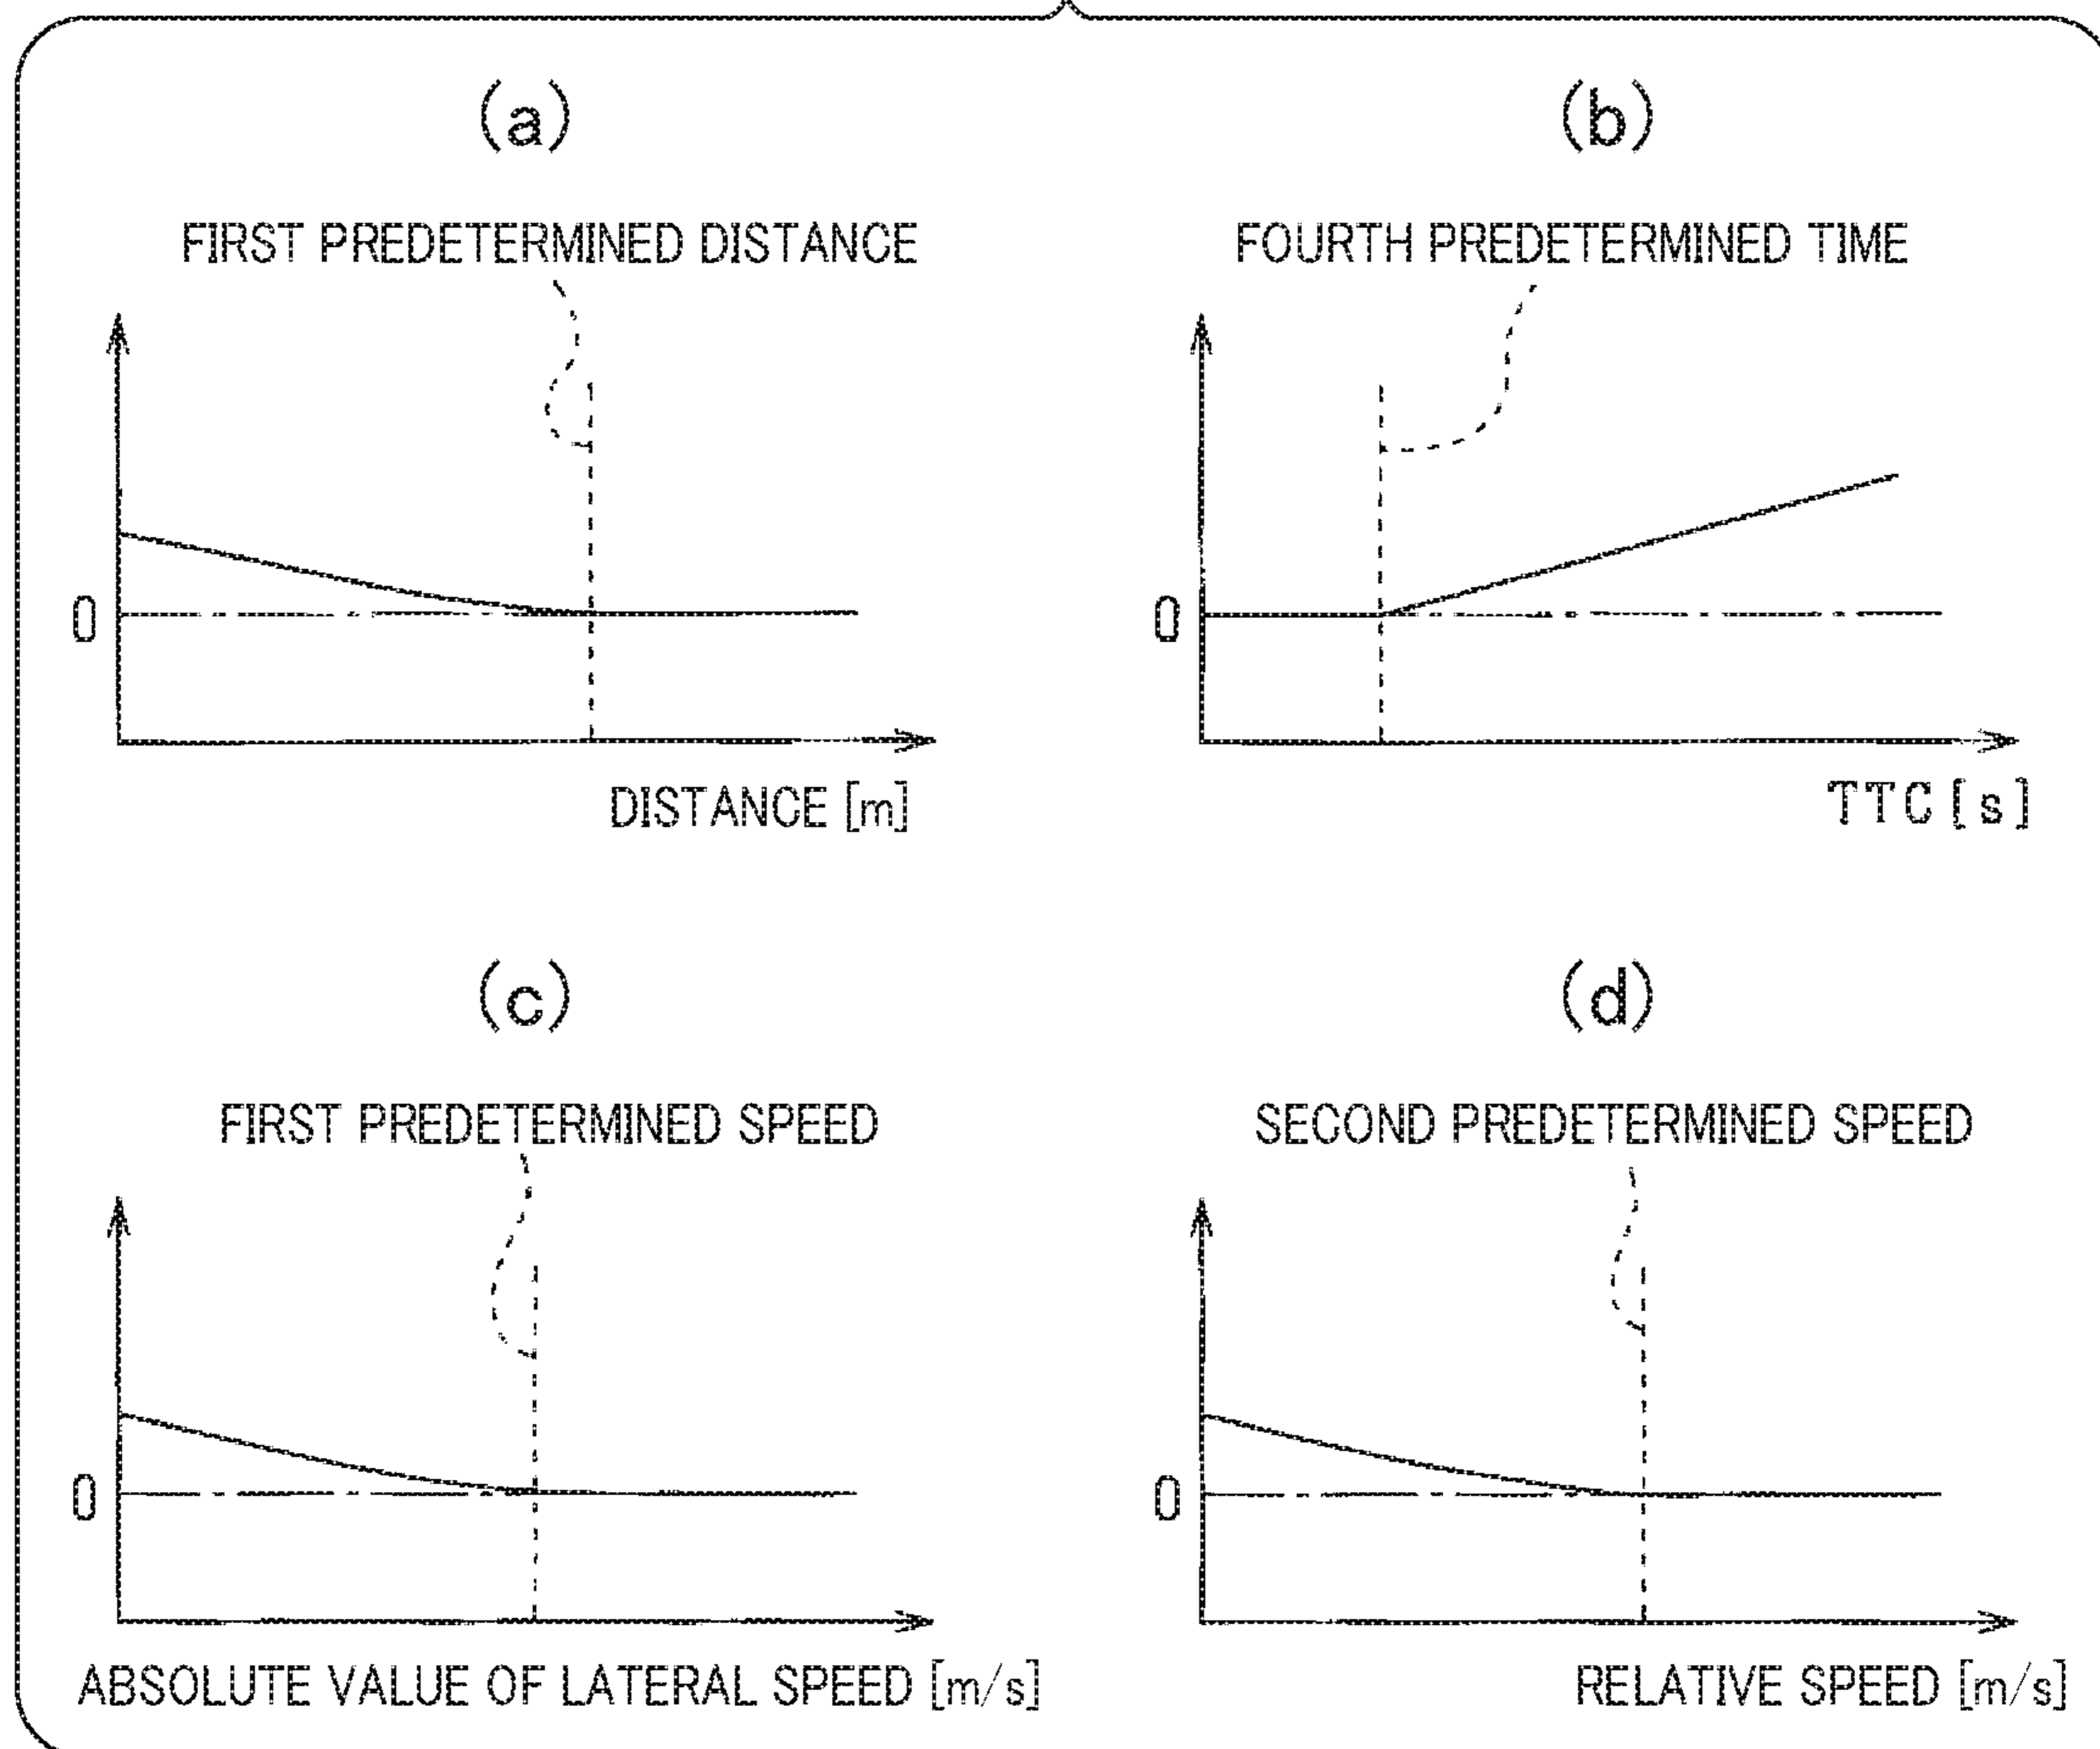 (a)
FIRST PREDETERMINED DISTANCE
0
DISTANCE [m]
(b)
FOURTH PREDETERMINED TIME
0
TTC [s]
(c)
FIRST PREDETERMINED SPEED
0
ABSOLUTE VALUE OF LATERAL SPEED [m/s]
(d)
SECOND PREDETERMINED SPEED
0
RELATIVE SPEED [m/s]